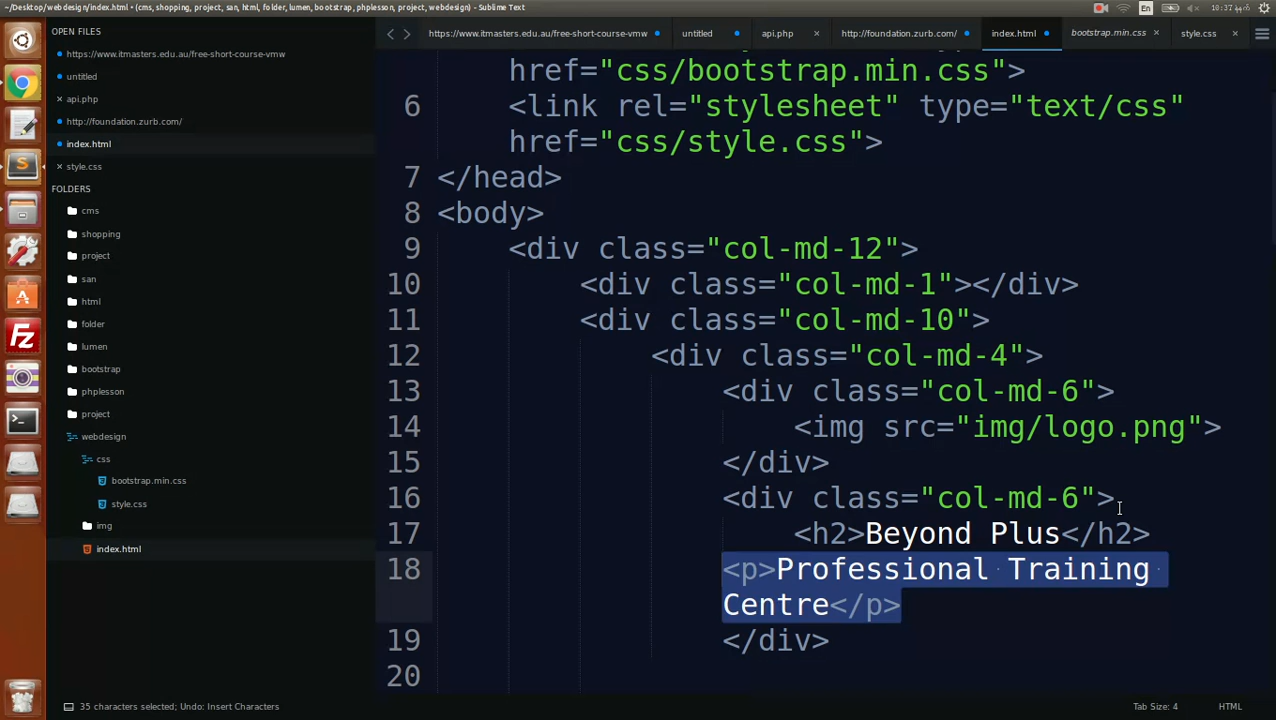 ~/Desktop/webdesign/index.html • (cms, shopping, project, san, html, folder, lumen, bootstrap, phplesson, project, webdesign) - Sublime Text
En
10:37
OPEN FILES
https://www.itmasters.edu.au/free-short-course-vmw
untitled
api.php
http://foundation.zurb.com/
index.html
style.css
FOLDERS
cms
shopping
project
san
html
folder
lumen
bootstrap
phplesson
project
webdesign
css
bootstrap.min.css
style.css
img
index.html
https://www.itmasters.edu.au/free-short-course-vmw
untitled
api.php
http://foundation.zurb.com/
index.html
bootstrap.min.css
style.css
href="css/bootstrap.min.css">
6 <link rel="stylesheet" type="text/css"
href="css/style.css">
7 </head>
8 <body>
9 <div class="col-md-12">
10 <div class="col-md-1"></div>
11 <div class="col-md-10">
12 <div class="col-md-4">
13 <div class="col-md-6">
14 <img src="img/logo.png">
15 </div>
16 <div class="col-md-6">
17 <h2>Beyond Plus</h2>
18 <p>Professional Training
Centre</p>
19 </div>
20
35 characters selected; Undo: Insert Characters
Tab Size: 4
HTML